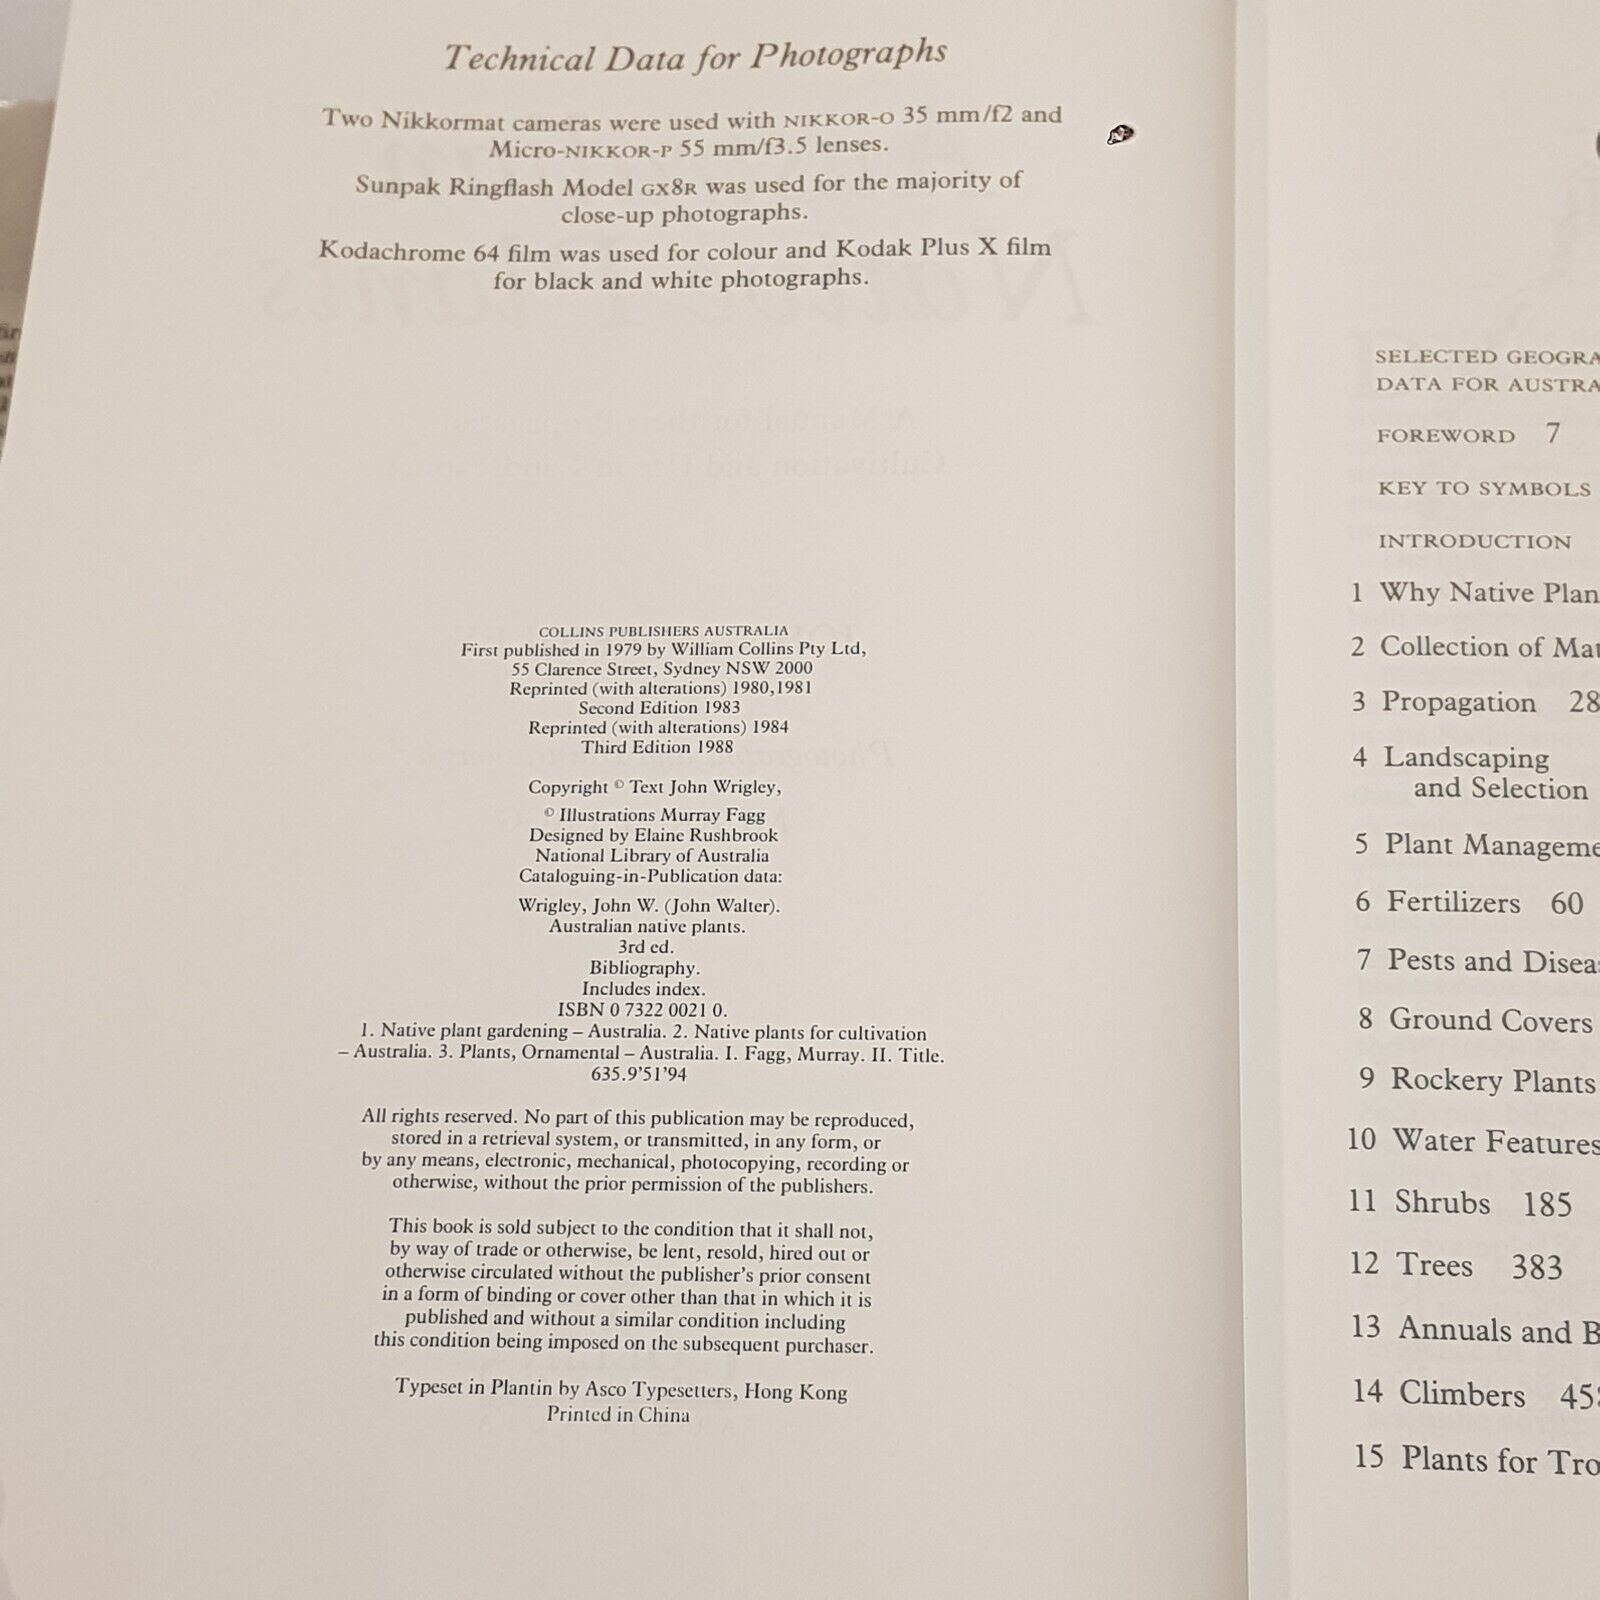 Technical Data for Photographs
Two Nikkormat cameras were used with NIKKOR-O 35 mm/f2 and
Micro-NIKKOR-P 55 mm/f3.5 lenses.
Sunpak Ringflash Model GX8R was used for the majority of
close-up photographs.
Kodachrome 64 film was used for colour and Kodak Plus X film
for black and white photographs.
COLLINS PUBLISHERS AUSTRALIA
First published in 1979 by William Collins Pty Ltd,
55 Clarence Street, Sydney NSW 2000
Reprinted (with alterations) 1980,1981
Second Edition 1983
Reprinted (with alterations) 1984
Third Edition 1988
Copyright © Text John Wrigley,
© Illustrations Murray Fagg
Designed by Elaine Rushbrook
National Library of Australia
Cataloguing-in-Publication data:
Wrigley, John W. (John Walter).
Australian native plants.
3rd ed.
Bibliography.
Includes index.
ISBN 0 7322 0021 0.
1. Native plant gardening – Australia. 2. Native plants for cultivation
– Australia. 3. Plants, Ornamental – Australia. I. Fagg, Murray. II. Title.
635.9'51'94
All rights reserved. No part of this publication may be reproduced,
stored in a retrieval system, or transmitted, in any form, or
by any means, electronic, mechanical, photocopying, recording or
otherwise, without the prior permission of the publishers.
This book is sold subject to the condition that it shall not,
by way of trade or otherwise, be lent, resold, hired out or
otherwise circulated without the publisher's prior consent
in a form of binding or cover other than that in which it is
published and without a similar condition including
this condition being imposed on the subsequent purchaser.
Typeset in Plantin by Asco Typesetters, Hong Kong
Printed in China
SELECTED GEOGRA
DATA FOR AUSTRA
FOREWORD 7
KEY TO SYMBOLS
INTRODUCTION
1 Why Native Plan
2 Collection of Mat
3 Propagation 28
4 Landscaping
and Selection
5 Plant Manageme
6 Fertilizers 60
7 Pests and Diseas
8 Ground Covers
9 Rockery Plants
10 Water Features
11 Shrubs 185
12 Trees 383
13 Annuals and B
14 Climbers 45
15 Plants for Tro